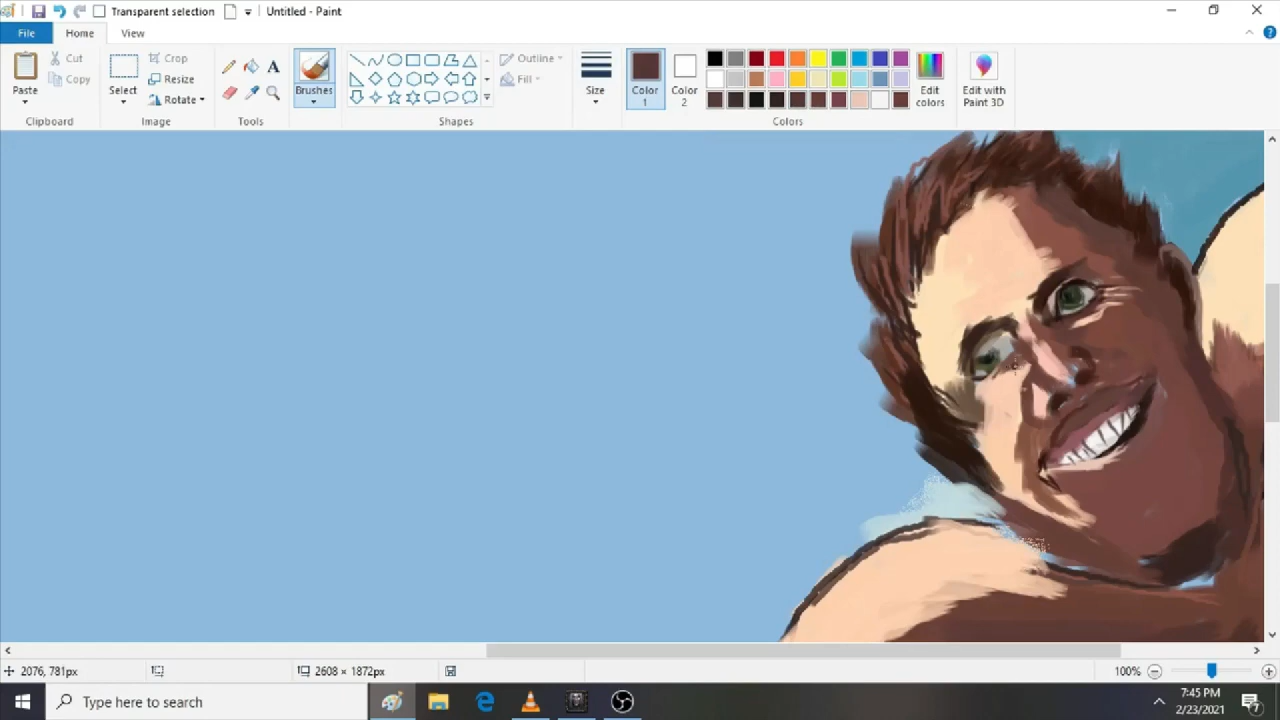 Transparent selection
Untitled - Paint
File
Home
View
Paste
Cut
Copy
Select
Crop
Resize
Rotate
Brushes
Outline
Fill
Size
Color 1
Color 2
Edit colors
Edit with Paint 3D
Clipboard
Image
Tools
Shapes
Colors
2076, 781px
2608 × 1872px
100%
Type here to search
7:45 PM
2/23/2021